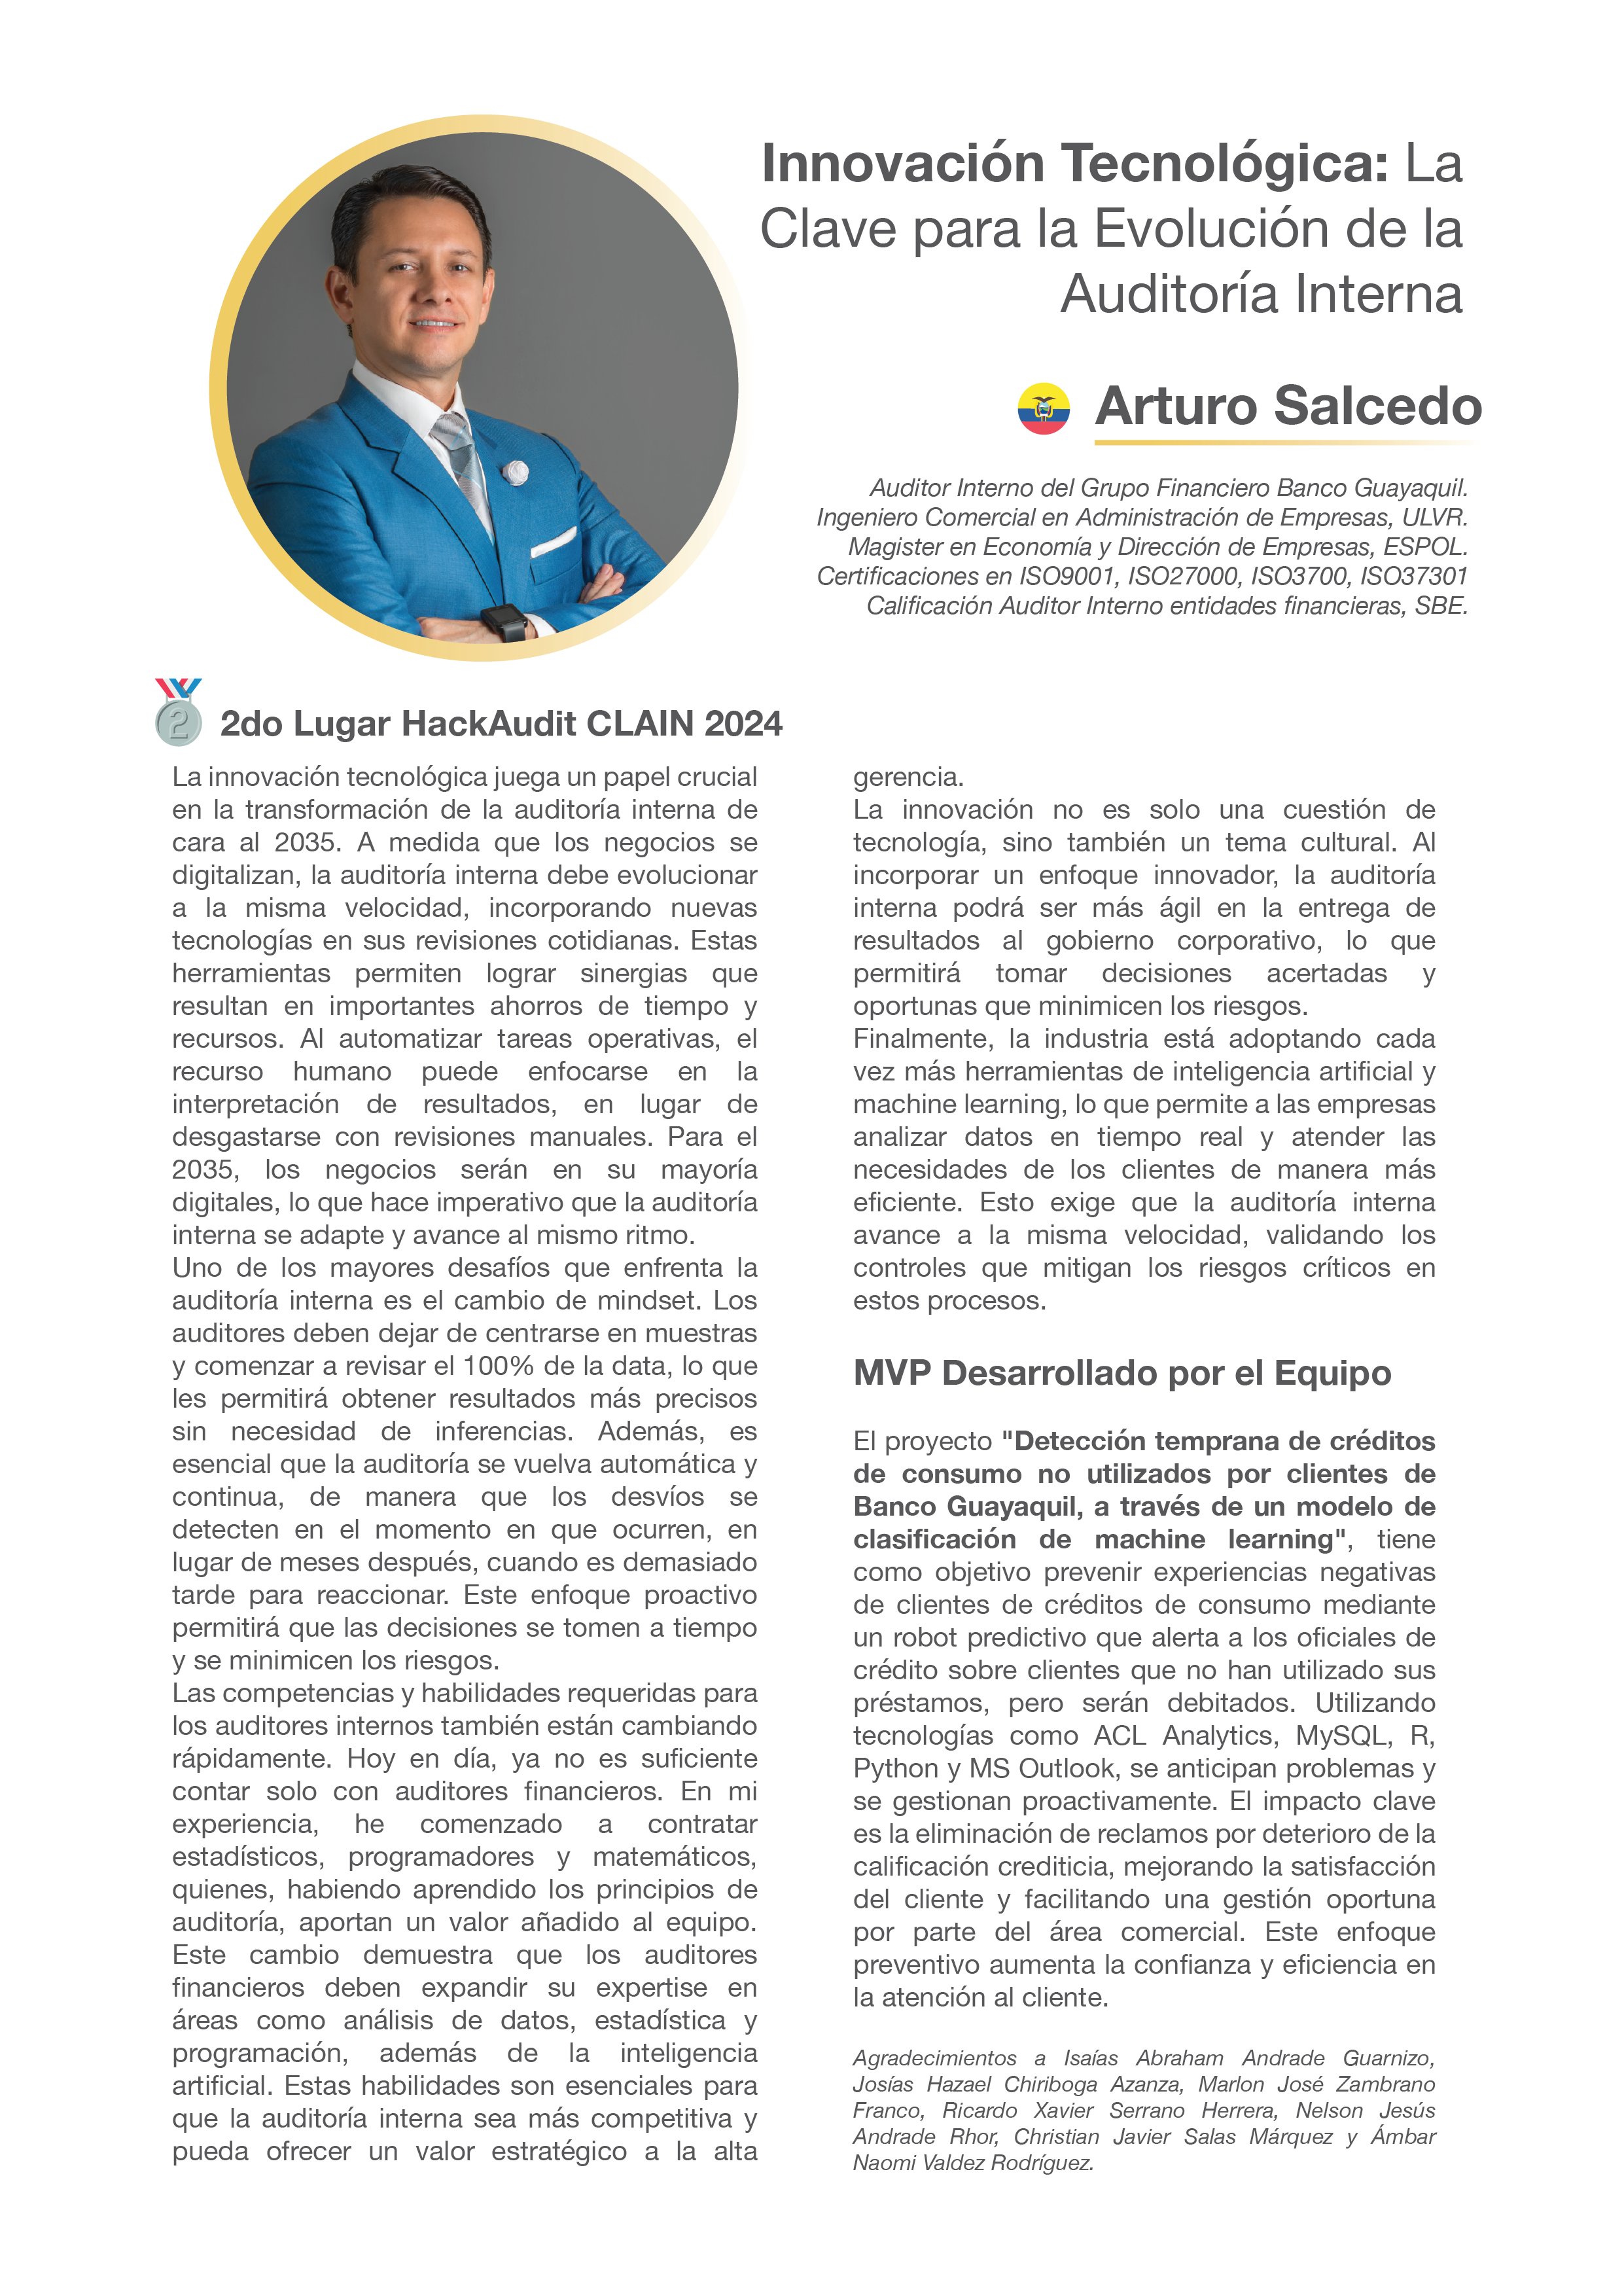 Innovación Tecnológica: La
Clave para la Evolución de la
Auditoría Interna
Arturo Salcedo
Auditor Interno del Grupo Financiero Banco Guayaquil.
Ingeniero Comercial en Administración de Empresas, ULVR.
Magister en Economía y Dirección de Empresas, ESPOL.
Certificaciones en ISO9001, ISO27000, ISO3700, ISO37301
Calificación Auditor Interno entidades financieras, SBE.
2
2do Lugar HackAudit CLAIN 2024
La innovación tecnológica juega un papel crucial
en la transformación de la auditoría interna de
cara al 2035. A medida que los negocios se
digitalizan, la auditoría interna debe evolucionar
a la misma velocidad, incorporando nuevas
tecnologías en sus revisiones cotidianas. Estas
herramientas permiten lograr sinergias que
resultan en importantes ahorros de tiempo y
recursos. Al automatizar tareas operativas, el
recurso humano puede enfocarse en la
interpretación de resultados, en lugar de
desgastarse con revisiones manuales. Para el
2035, los negocios serán en su mayoría
digitales, lo que hace imperativo que la auditoría
interna se adapte y avance al mismo ritmo.
Uno de los mayores desafíos que enfrenta la
auditoría interna es el cambio de mindset. Los
auditores deben dejar de centrarse en muestras
y comenzar a revisar el 100% de la data, lo que
les permitirá obtener resultados más precisos
sin necesidad de inferencias. Además, es
esencial que la auditoría se vuelva automática y
continua, de manera que los desvíos se
detecten en el momento en que ocurren, en
lugar de meses después, cuando es demasiado
tarde para reaccionar. Este enfoque proactivo
permitirá que las decisiones se tomen a tiempo
y se minimicen los riesgos.
Las competencias y habilidades requeridas para
los auditores internos también están cambiando
rápidamente. Hoy en día, ya no es suficiente
contar solo con auditores financieros. En mi
experiencia, he comenzado a contratar
estadísticos, programadores y matemáticos,
quienes, habiendo aprendido los principios de
auditoría, aportan un valor añadido al equipo.
Este cambio demuestra que los auditores
financieros deben expandir su expertise en
áreas como análisis de datos, estadística y
programación, además de la inteligencia
artificial. Estas habilidades son esenciales para
que la auditoría interna sea más competitiva y
pueda ofrecer un valor estratégico a la alta
gerencia.
La innovación no es solo una cuestión de
tecnología, sino también un tema cultural. Al
incorporar un enfoque innovador, la auditoría
interna podrá ser más ágil en la entrega de
resultados al gobierno corporativo, lo que
permitirá tomar decisiones acertadas y
oportunas que minimicen los riesgos.
Finalmente, la industria está adoptando cada
vez más herramientas de inteligencia artificial y
machine learning, lo que permite a las empresas
analizar datos en tiempo real y atender las
necesidades de los clientes de manera más
eficiente. Esto exige que la auditoría interna
avance a la misma velocidad, validando los
controles que mitigan los riesgos críticos en
estos procesos.
MVP Desarrollado por el Equipo
El proyecto "Detección temprana de créditos
de consumo no utilizados por clientes de
Banco Guayaquil, a través de un modelo de
clasificación de machine learning", tiene
como objetivo prevenir experiencias negativas
de clientes de créditos de consumo mediante
un robot predictivo que alerta a los oficiales de
crédito sobre clientes que no han utilizado sus
préstamos, pero serán debitados. Utilizando
tecnologías como ACL Analytics, MySQL, R,
Python y MS Outlook, se anticipan problemas y
se gestionan proactivamente. El impacto clave
es la eliminación de reclamos por deterioro de la
calificación crediticia, mejorando la satisfacción
del cliente y facilitando una gestión oportuna
por parte del área comercial. Este enfoque
preventivo aumenta la confianza y eficiencia en
la atención al cliente.
Agradecimientos a Isaías Abraham Andrade Guarnizo,
Josías Hazael Chiriboga Azanza, Marlon José Zambrano
Franco, Ricardo Xavier Serrano Herrera, Nelson Jesús
Andrade Rhor, Christian Javier Salas Márquez y Ámbar
Naomi Valdez Rodríguez.